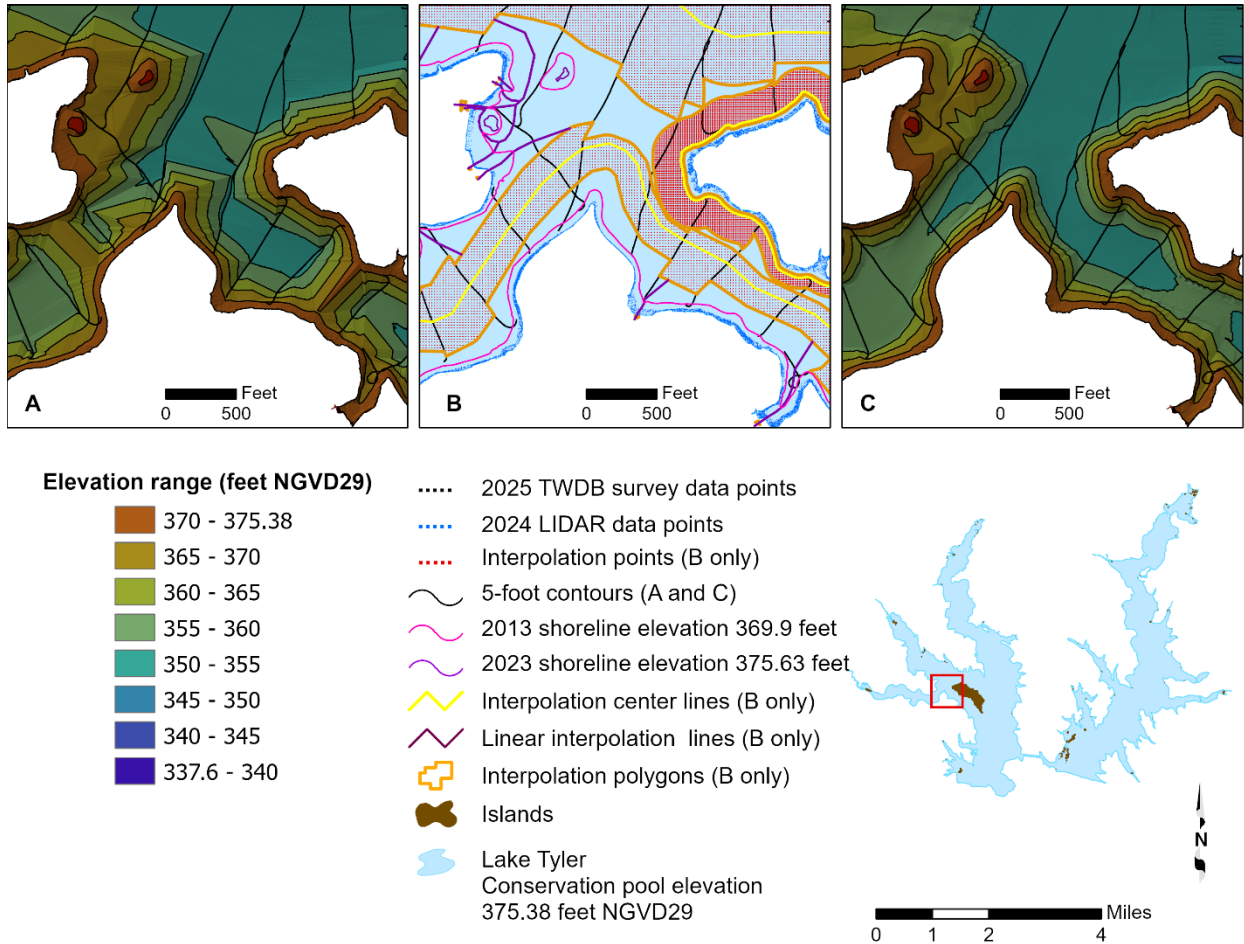 A
Feet
0 500
B
Feet
0 500
C
Feet
0 500
Elevation range (feet NGVD29)
370 - 375.38
365 - 370
360 - 365
355 - 360
350 - 355
345 - 350
340 - 345
337.6 - 340
2025 TWDB survey data points
2024 LIDAR data points
Interpolation points (B only)
5-foot contours (A and C)
2013 shoreline elevation 369.9 feet
2023 shoreline elevation 375.63 feet
Interpolation center lines (B only)
Linear interpolation lines (B only)
Interpolation polygons (B only)
Islands
Lake Tyler
Conservation pool elevation
375.38 feet NGVD29
N
Miles
0 1 2 4